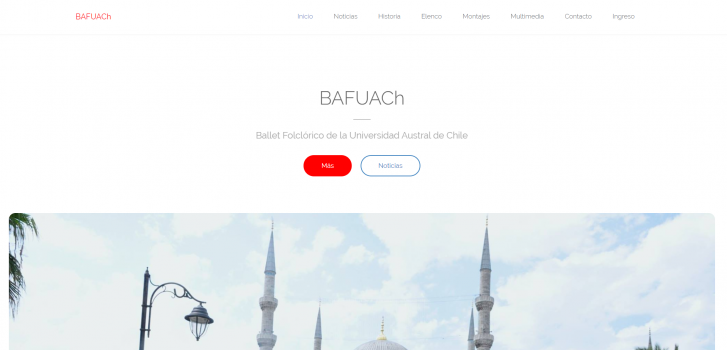 BAFUACh
Inicio Noticias Historia Elenco Montajes Multimedia Contacto Ingreso
BAFUACh
Ballet Folclórico de la Universidad Austral de Chile
Más Noticias